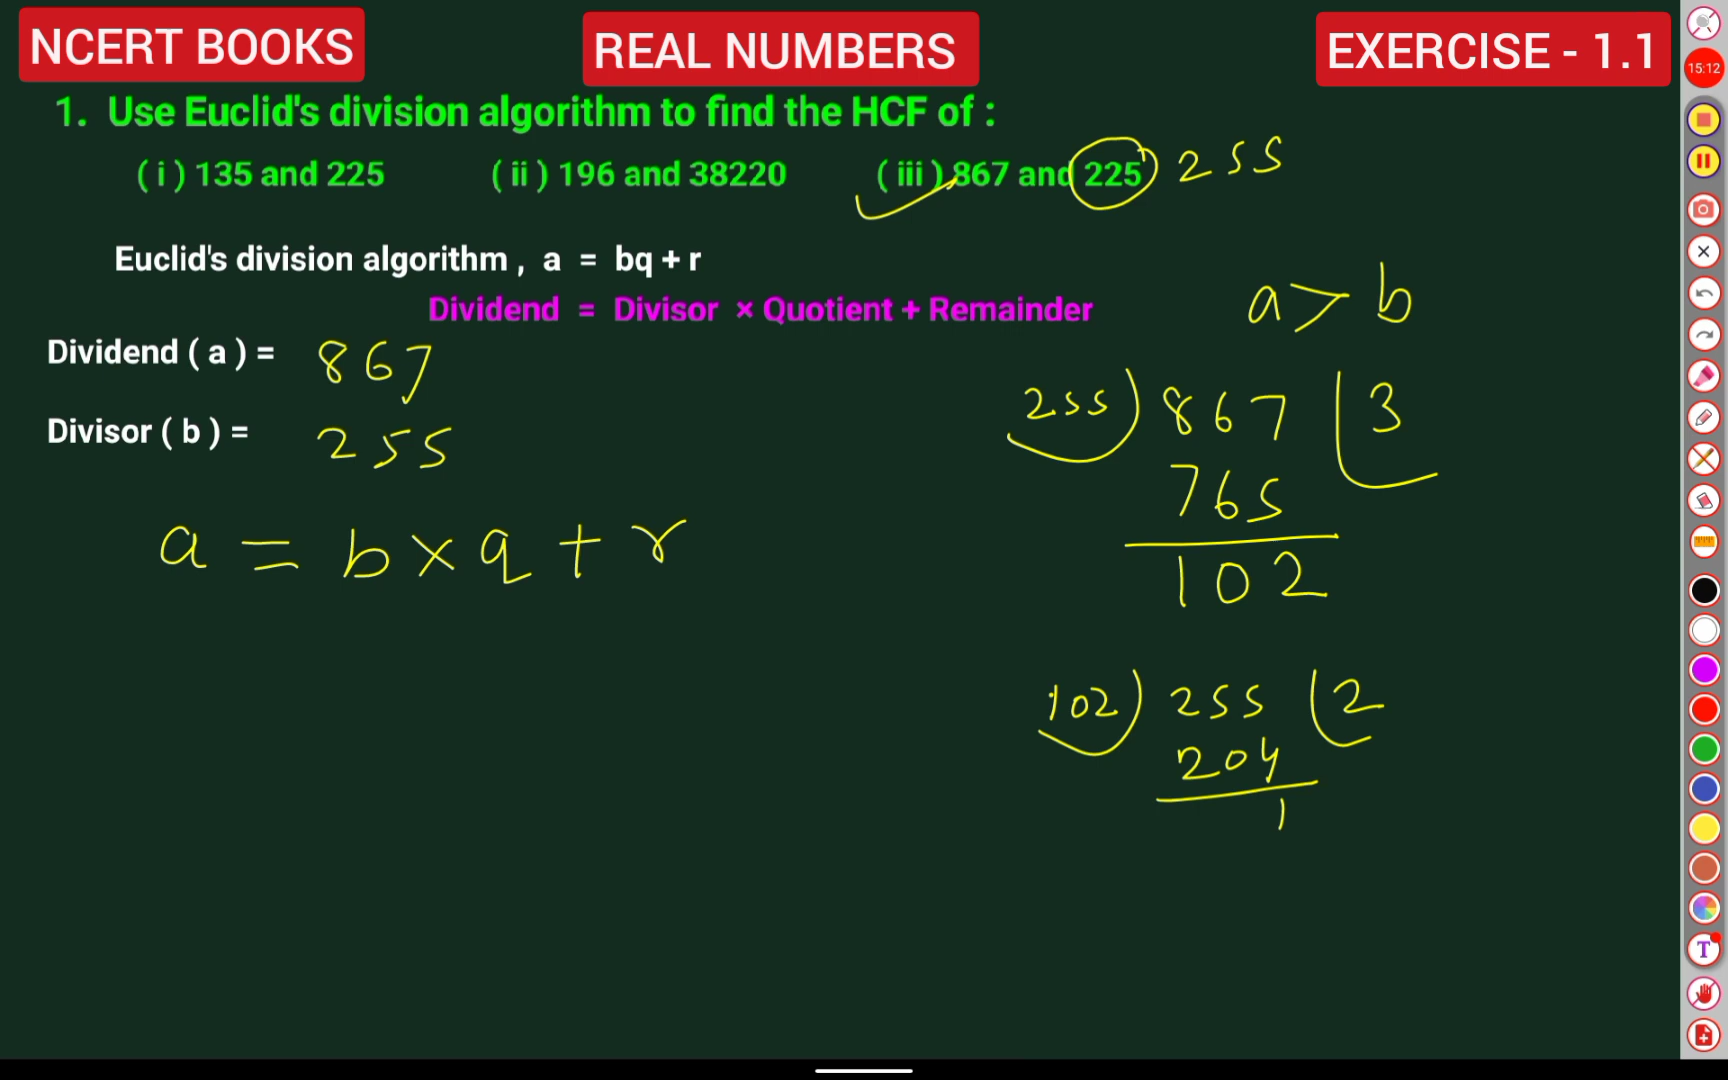 NCERT BOOKS
REAL NUMBERS
EXERCISE - 1.1
15:12
1. Use Euclid's division algorithm to find the HCF of :
( i ) 135 and 225 ( ii ) 196 and 38220 ( iii ) 867 and 225 255
Euclid's division algorithm , a = bq + r
Dividend = Divisor × Quotient + Remainder
a > b
Dividend ( a ) = 867
Divisor ( b ) = 255
a = b × q + r
255 ) 867 ( 3
765
102
102 ) 255 ( 2
204
1
T